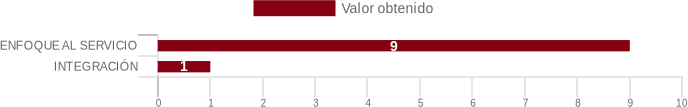 Valor obtenido
ENFOQUE AL SERVICIO
9
INTEGRACIÓN
1
0 1 2 3 4 5 6 7 8 9 10